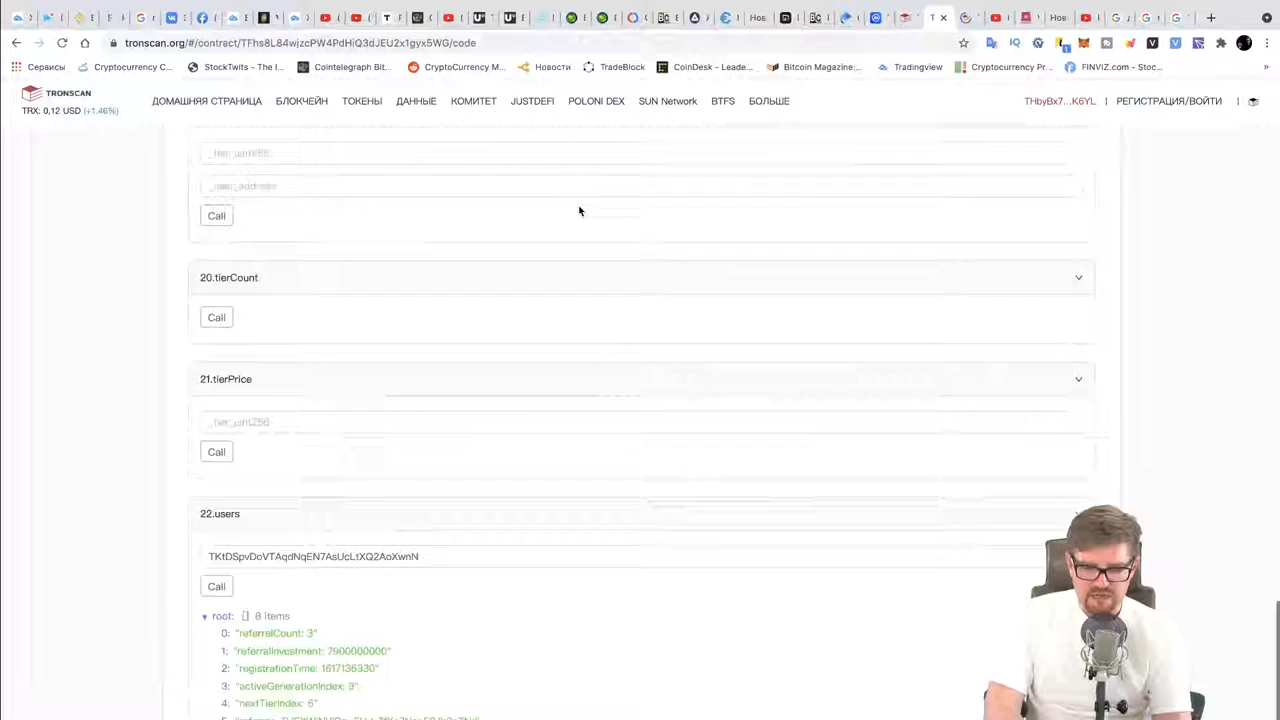 tronscan.org/#/contract/TFhs8L84wjzcPW4PdHiQ3dJEU2x1gyx5WG/code
Сервисы
Cryptocurrency C...
StockTwits - The l...
Cointelegraph Bit...
CryptoCurrency M...
Новости
TradeBlock
CoinDesk - Leade...
Bitcoin Magazine:...
Tradingview
Cryptocurrency Pr...
FINVIZ.com - Stoc...
»
TRONSCAN
TRX: 0,12 USD (+1.46%)
ДОМАШНЯЯ СТРАНИЦА
БЛОКЧЕЙН
ТОКЕНЫ
ДАННЫЕ
КОМИТЕТ
JUSTDEFI
POLONI DEX
SUN Network
BTFS
БОЛЬШЕ
THbyBx7...K6YL
РЕГИСТРАЦИЯ/ВОЙТИ
Call
20.tierCount
Call
21.tierPrice
_tier_uint256
Call
22.users
TKtDSpvDoVTAqdNqEN7AsUcLtXQ2AoXwnN
Call
root: [] 8 items
0: "referralCount: 3"
1: "referralInvestment: 7900000000"
2: "registrationTime: 1617136330"
3: "activeGenerationIndex: 3"
4: "nextTierIndex: 6"